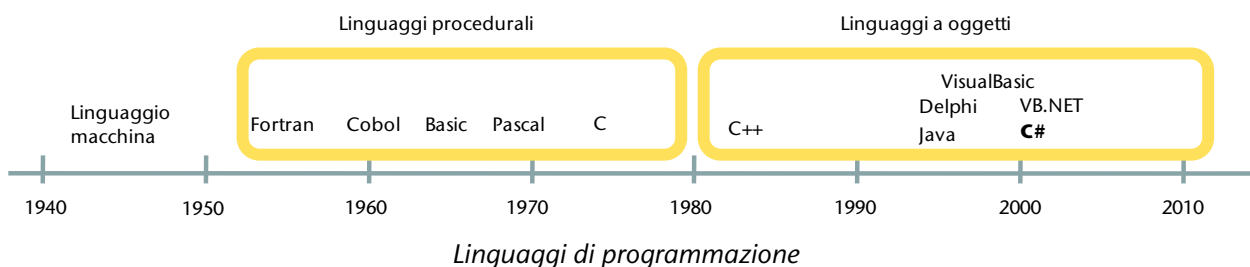 Linguaggi procedurali
Linguaggi a oggetti
Linguaggio
macchina
Fortran Cobol Basic Pascal C
C++
VisualBasic
Delphi VB.NET
Java C#
1940 1950 1960 1970 1980 1990 2000 2010
Linguaggi di programmazione